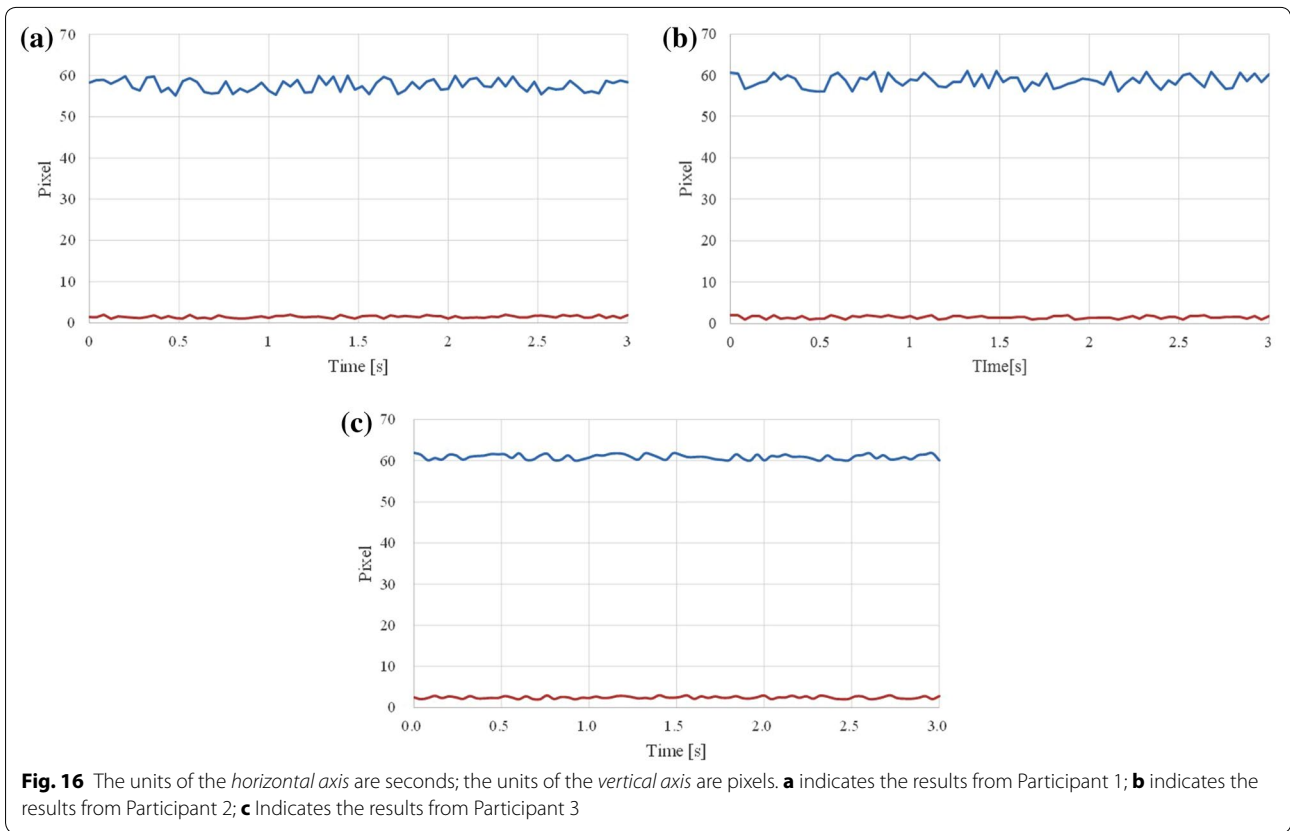 (a)
70
60
50
40
30
20
10
0
Pixel
0 0.5 1 1.5 2 2.5 3
Time [s]
(b)
70
60
50
40
30
20
10
0
Pixel
0 0.5 1 1.5 2 2.5 3
TIme[s]
(c)
70
60
50
40
30
20
10
0
Pixel
0.0 0.5 1.0 1.5 2.0 2.5 3.0
Time [s]
Fig. 16 The units of the horizontal axis are seconds; the units of the vertical axis are pixels. a indicates the results from Participant 1; b indicates the
results from Participant 2; c Indicates the results from Participant 3